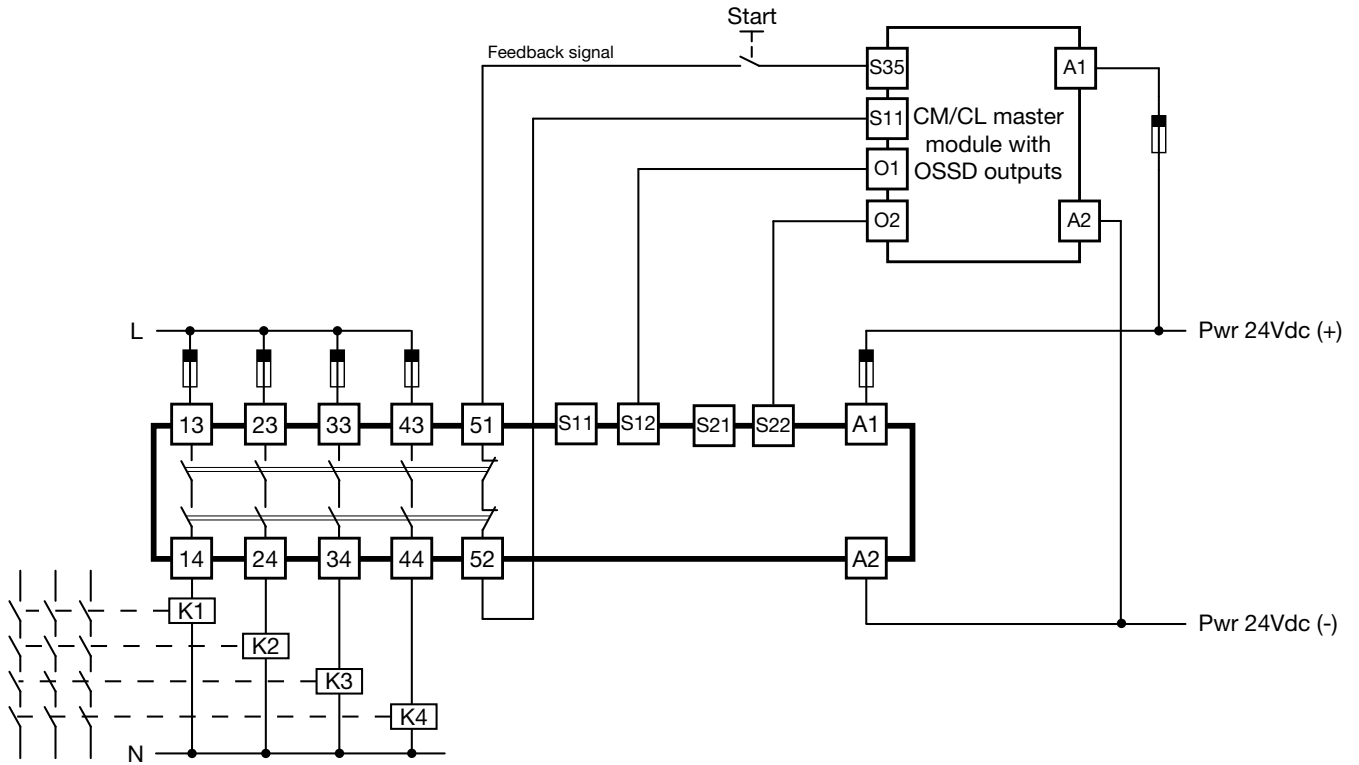 Start
Feedback signal
S35
A1
S11
CM/CL master
module with
OSSD outputs
O1
O2
A2
L
Pwr 24Vdc (+)
13
23
33
43
51
S11
S12
S21
S22
A1
14
24
34
44
52
A2
K1
K2
K3
K4
Pwr 24Vdc (-)
N